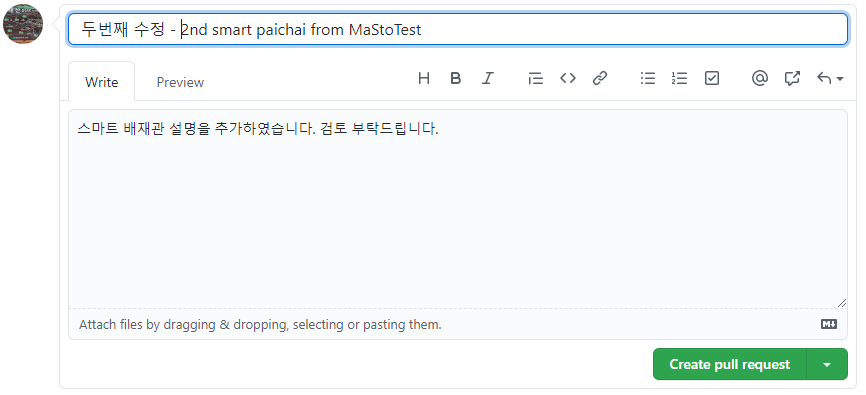 두번째 수정 - 2nd smart paichai from MaStoTest
Write Preview
스마트 배재관 설명을 추가하였습니다. 검토 부탁드립니다.
Attach files by dragging & dropping, selecting or pasting them.
Create pull request